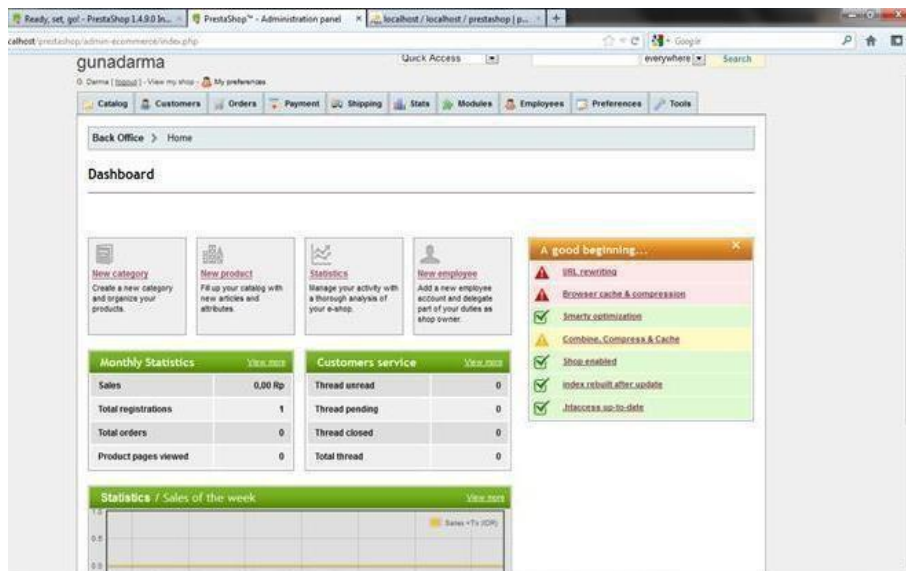 Ready, set, go! - PrestaShop 1.4.9.0 In...
PrestaShop™ - Administration panel
localhost / localhost / prestashop | p...
calhost/prestashop/admin-ecommerce/index.php
Google
gunadarma
Quick Access
everywhere
Search
G. Darma [logout] - View my shop - My preferences
Catalog Customers Orders Payment Shipping Stats Modules Employees Preferences Tools
Back Office > Home
Dashboard
New category
Create a new category
and organize your
products.
New product
Fill up your catalog with
new articles and
attributes.
Statistics
Manage your activity with
a thorough analysis of
your e-shop.
New employee
Add a new employee
account and delegate
part of your duties as
shop owner.
A good beginning...
URL rewriting
Browser cache & compression
Smarty optimization
Combine, Compress & Cache
Shop enabled
index rebuilt after update
.htaccess up-to-date
Monthly Statistics View more
Sales 0,00 Rp
Total registrations 1
Total orders 0
Product pages viewed 0
Customers service View more
Thread unread 0
Thread pending 0
Thread closed 0
Total thread 0
Statistics / Sales of the week View more
1.0
Sales +Tx (IDR)
0.5
0.0